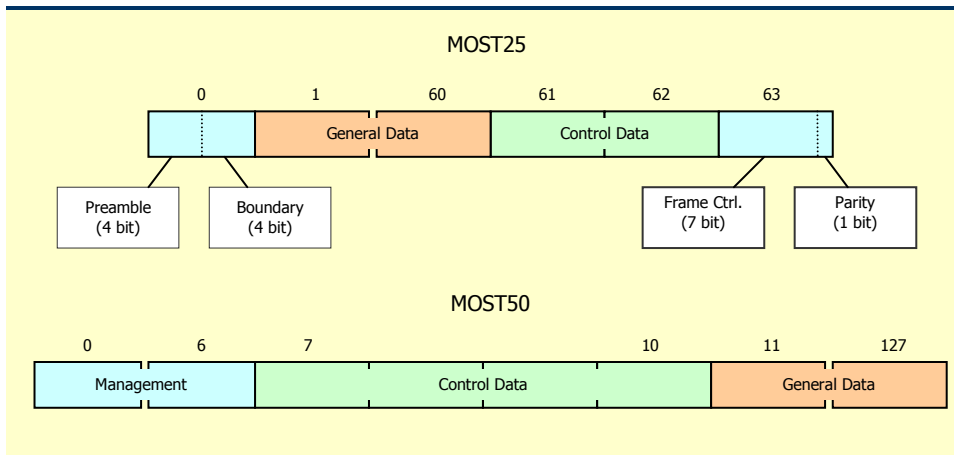 MOST25
0 1 60 61 62 63
General Data Control Data
Preamble
(4 bit)
Boundary
(4 bit)
Frame Ctrl.
(7 bit)
Parity
(1 bit)
MOST50
0 6 7 10 11 127
Management Control Data General Data